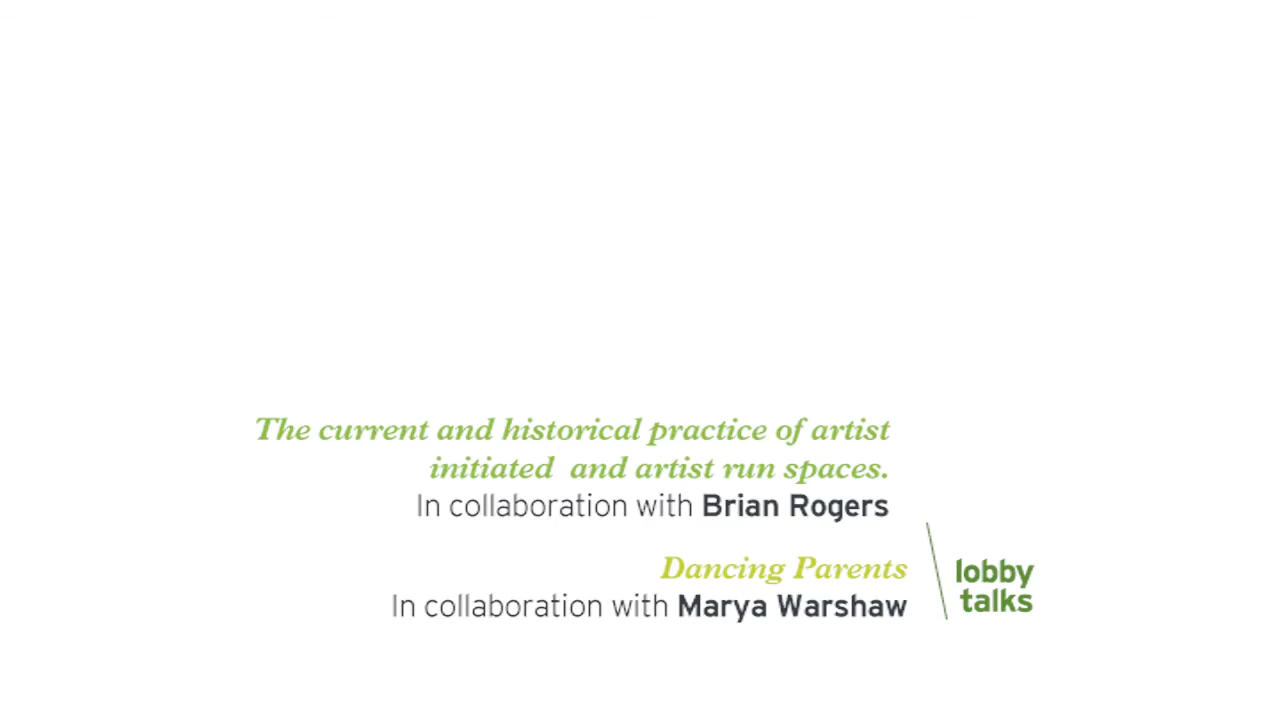 The current and historical practice of artist
initiated  and artist run spaces.
In collaboration with Brian Rogers
Dancing Parents
In collaboration with Marya Warshaw
lobby
talks